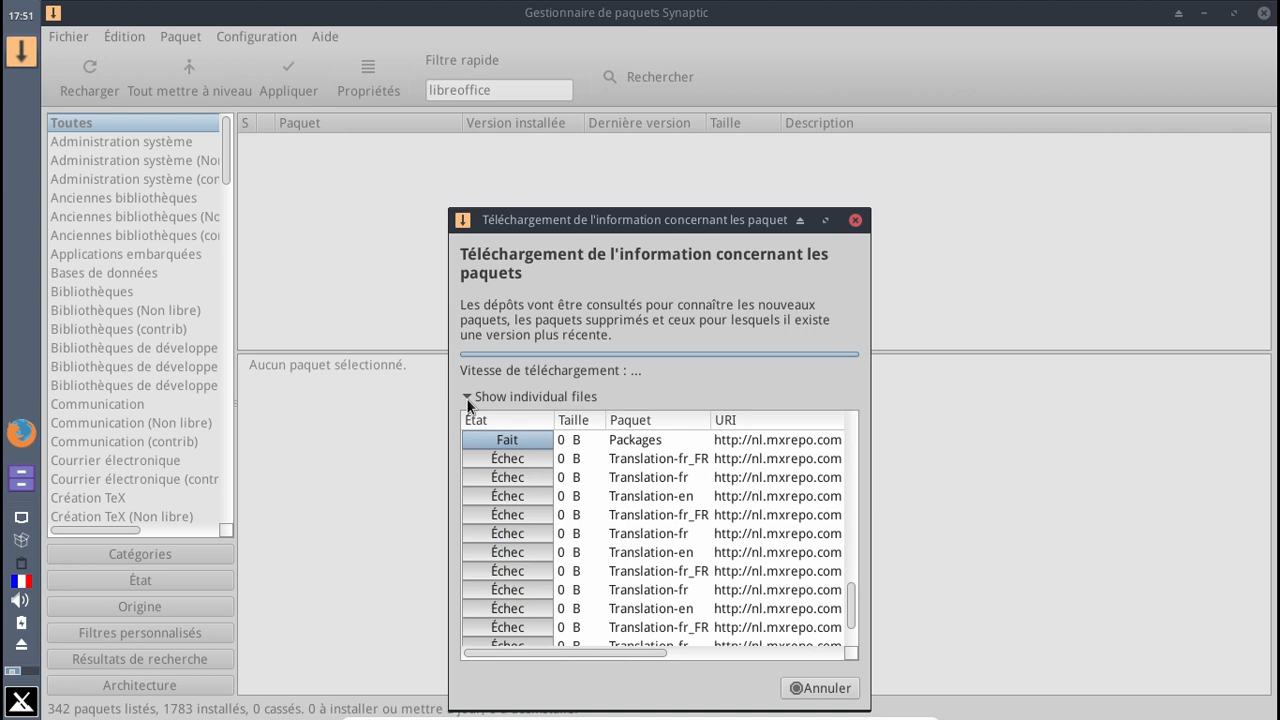 17:51
Gestionnaire de paquets Synaptic
Fichier Édition Paquet Configuration Aide
Filtre rapide
Recharger Tout mettre à niveau Appliquer Propriétés
libreoffice
Rechercher
Toutes
Administration système
Administration système (Nor
Administration système (cor
Anciennes bibliothèques
Anciennes bibliothèques (No
Anciennes bibliothèques (co
Applications embarquées
Bases de données
Bibliothèques
Bibliothèques (Non libre)
Bibliothèques (contrib)
Bibliothèques de développe
Bibliothèques de développe
Bibliothèques de développe
Communication
Communication (Non libre)
Communication (contrib)
Courrier électronique
Courrier électronique (contr
Création TeX
Création TeX (Non libre)
Catégories
État
Origine
Filtres personnalisés
Résultats de recherche
Architecture
S Paquet Version installée Dernière version Taille Description
Aucun paquet sélectionné.
Téléchargement de l'information concernant les paquet
Téléchargement de l'information concernant les
paquets
Les dépôts vont être consultés pour connaître les nouveaux
paquets, les paquets supprimés et ceux pour lesquels il existe
une version plus récente.
Vitesse de téléchargement : ...
Show individual files
État Taille Paquet URI
Fait 0 B Packages http://nl.mxrepo.com
Échec 0 B Translation-fr_FR http://nl.mxrepo.com
Échec 0 B Translation-fr http://nl.mxrepo.com
Échec 0 B Translation-en http://nl.mxrepo.com
Échec 0 B Translation-fr_FR http://nl.mxrepo.com
Échec 0 B Translation-fr http://nl.mxrepo.com
Échec 0 B Translation-en http://nl.mxrepo.com
Échec 0 B Translation-fr_FR http://nl.mxrepo.com
Échec 0 B Translation-fr http://nl.mxrepo.com
Échec 0 B Translation-en http://nl.mxrepo.com
Échec 0 B Translation-fr_FR http://nl.mxrepo.com
Échec 0 B Translation-fr http://nl.mxrepo.com
Annuler
342 paquets listés, 1783 installés, 0 cassés. 0 à installer ou mettre